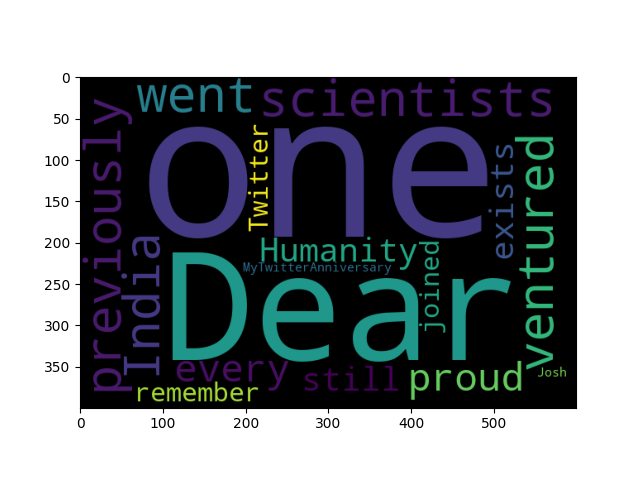 0
50
100
150
200
250
300
350
0 100 200 300 400 500
went
scientists
previously
one
Twitter
exists
ventured
India
Humanity
MyTwitterAnniversary
joined
Dear
every
still
proud
Josh
remember